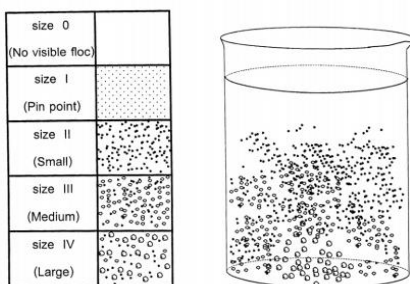 size 0
(No visible floc)
size I
(Pin point)
size II
(Small)
size III
(Medium)
size IV
(Large)